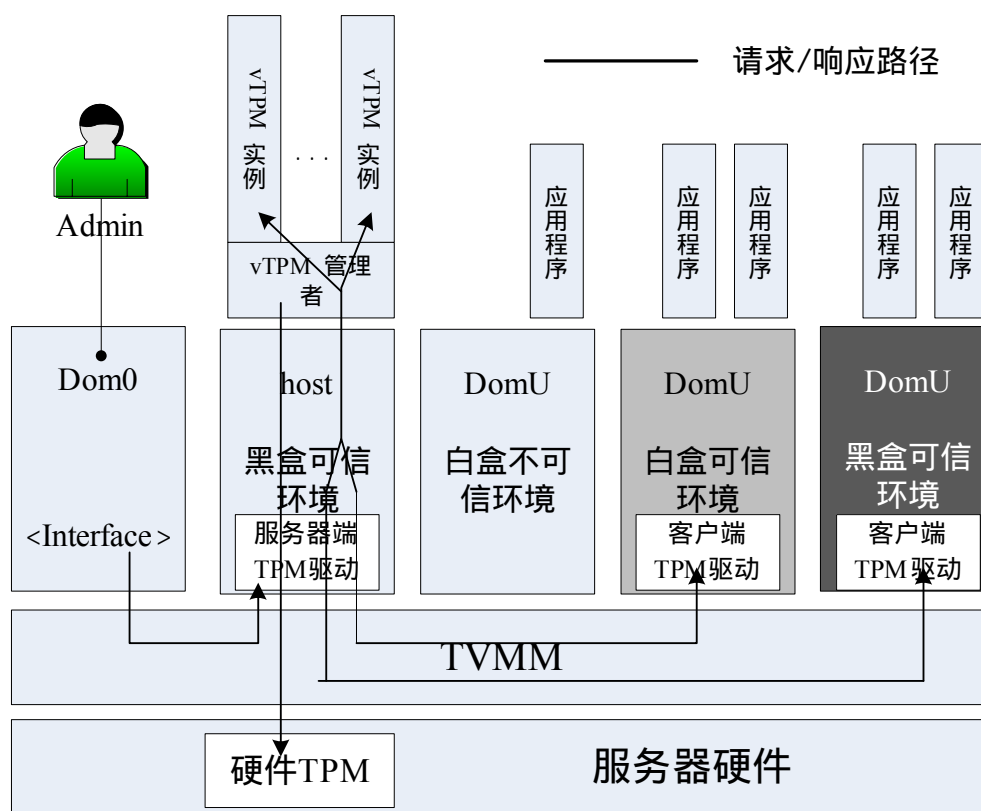 请求/响应路径
vTPM 实例
. . .
vTPM 实例
Admin
应用程序
应用程序
应用程序
应用程序
应用程序
vTPM 管理
者
Dom0
host
DomU
DomU
DomU
黑盒可信
环境
白盒不可
信环境
白盒可信
环境
黑盒可信
环境
<Interface>
服务器端
TPM驱动
客户端
TPM驱动
客户端
TPM驱动
TVMM
硬件TPM
服务器硬件